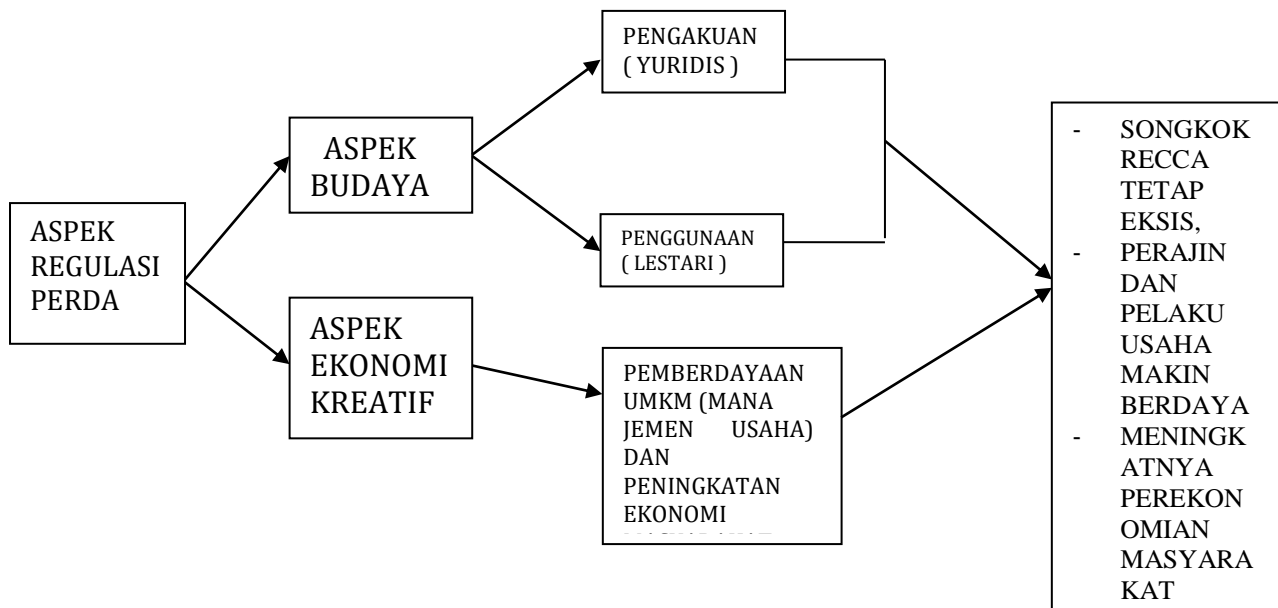 ASPEK
REGULASI
PERDA
ASPEK
BUDAYA
ASPEK
EKONOMI
KREATIF
PENGAKUAN
( YURIDIS )
PENGGUNAAN
( LESTARI )
PEMBERDAYAAN
UMKM (MANA
JEMEN USAHA)
DAN
PENINGKATAN
EKONOMI
- SONGKOK
RECCA
TETAP
EKSIS,
- PERAJIN
DAN
PELAKU
USAHA
MAKIN
BERDAYA
- MENINGK
ATNYA
PEREKON
OMIAN
MASYARA
KAT